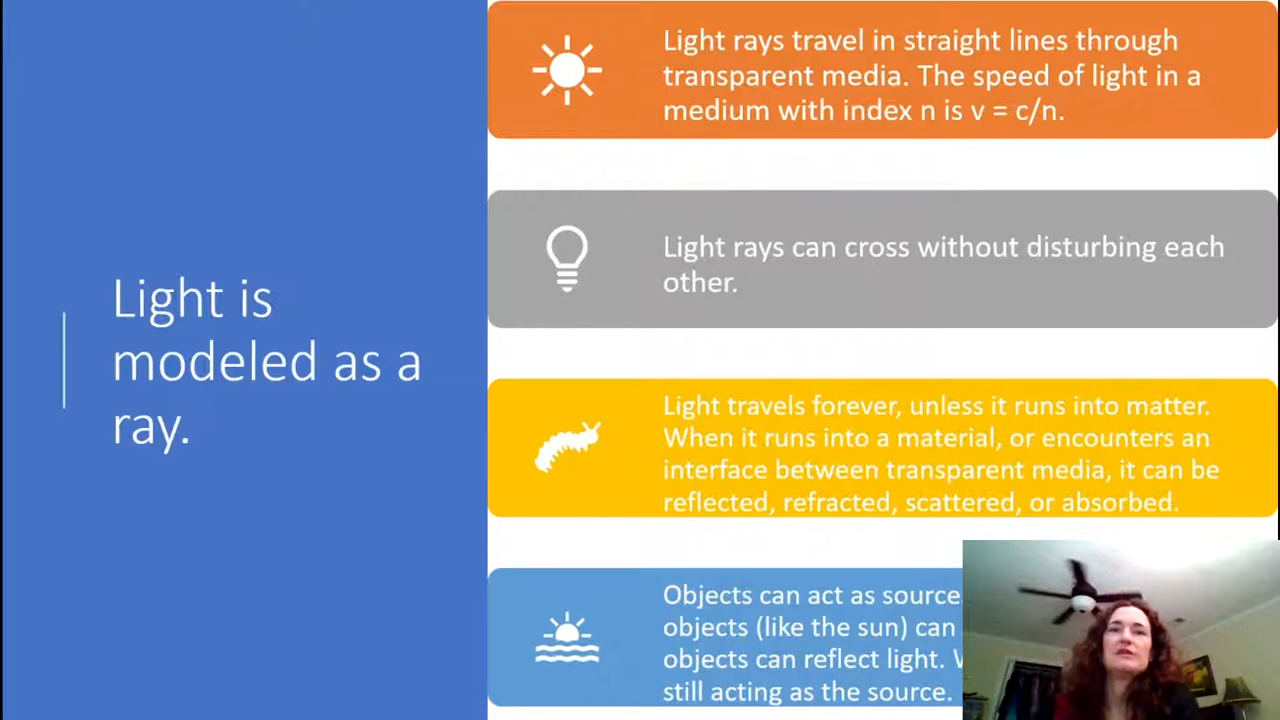 Light is
modeled as a
ray.
Light rays travel in straight lines through
transparent media. The speed of light in a
medium with index n is v = c/n.
Light rays can cross without disturbing each
other.
Light travels forever, unless it runs into matter.
When it runs into a material, or encounters an
interface between transparent media, it can be
reflected, refracted, scattered, or absorbed.
Objects can act as source
objects (like the sun) can
objects can reflect light.
still acting as the source.